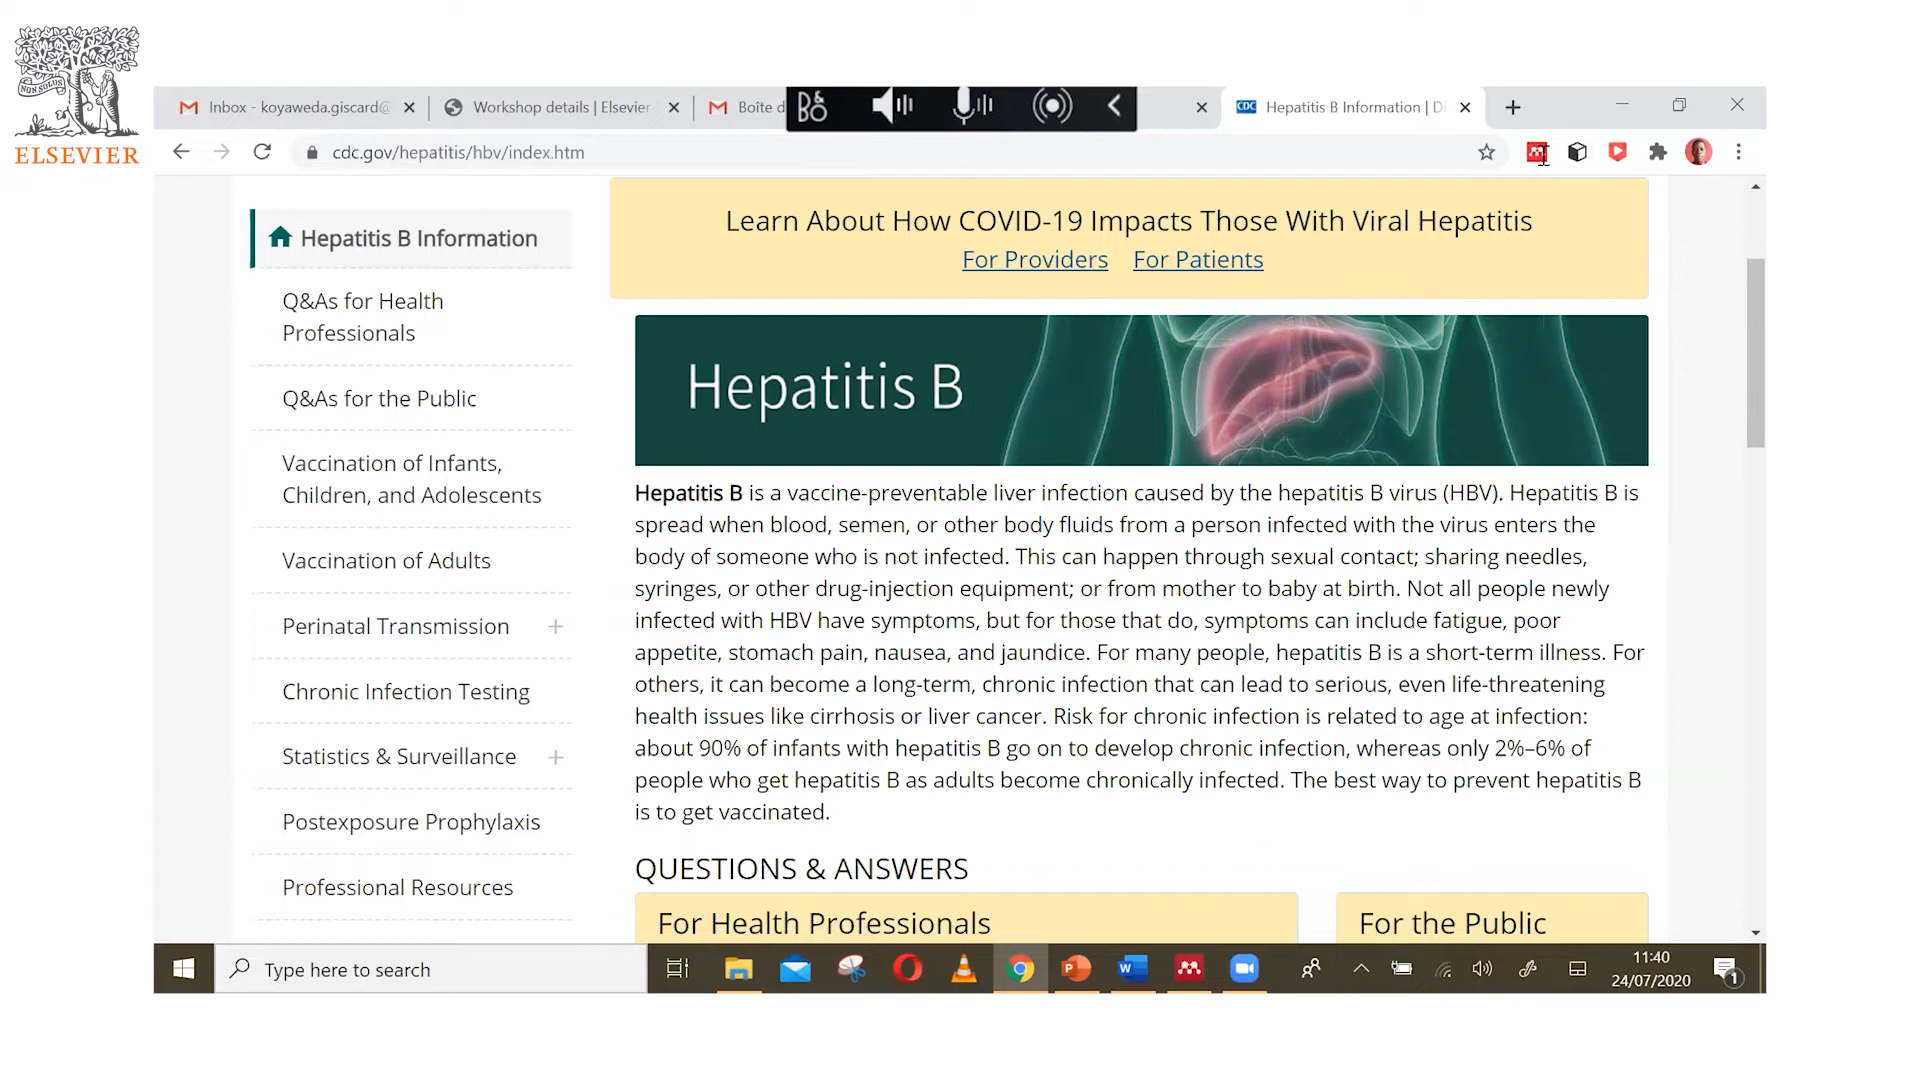 NON SOLUS
ELSEVIER
Inbox - koyaweda.giscard@
Workshop details | Elsevier
Boîte d
B&O
CDC
Hepatitis B Information | Di
cdc.gov/hepatitis/hbv/index.htm
Hepatitis B Information
Q&As for Health
Professionals
Q&As for the Public
Vaccination of Infants,
Children, and Adolescents
Vaccination of Adults
Perinatal Transmission
Chronic Infection Testing
Statistics & Surveillance
Postexposure Prophylaxis
Professional Resources
Learn About How COVID-19 Impacts Those With Viral Hepatitis
For Providers For Patients
Hepatitis B
Hepatitis B is a vaccine-preventable liver infection caused by the hepatitis B virus (HBV). Hepatitis B is
spread when blood, semen, or other body fluids from a person infected with the virus enters the
body of someone who is not infected. This can happen through sexual contact; sharing needles,
syringes, or other drug-injection equipment; or from mother to baby at birth. Not all people newly
infected with HBV have symptoms, but for those that do, symptoms can include fatigue, poor
appetite, stomach pain, nausea, and jaundice. For many people, hepatitis B is a short-term illness. For
others, it can become a long-term, chronic infection that can lead to serious, even life-threatening
health issues like cirrhosis or liver cancer. Risk for chronic infection is related to age at infection:
about 90% of infants with hepatitis B go on to develop chronic infection, whereas only 2%–6% of
people who get hepatitis B as adults become chronically infected. The best way to prevent hepatitis B
is to get vaccinated.
QUESTIONS & ANSWERS
For Health Professionals
For the Public
Type here to search
11:40
24/07/2020
1